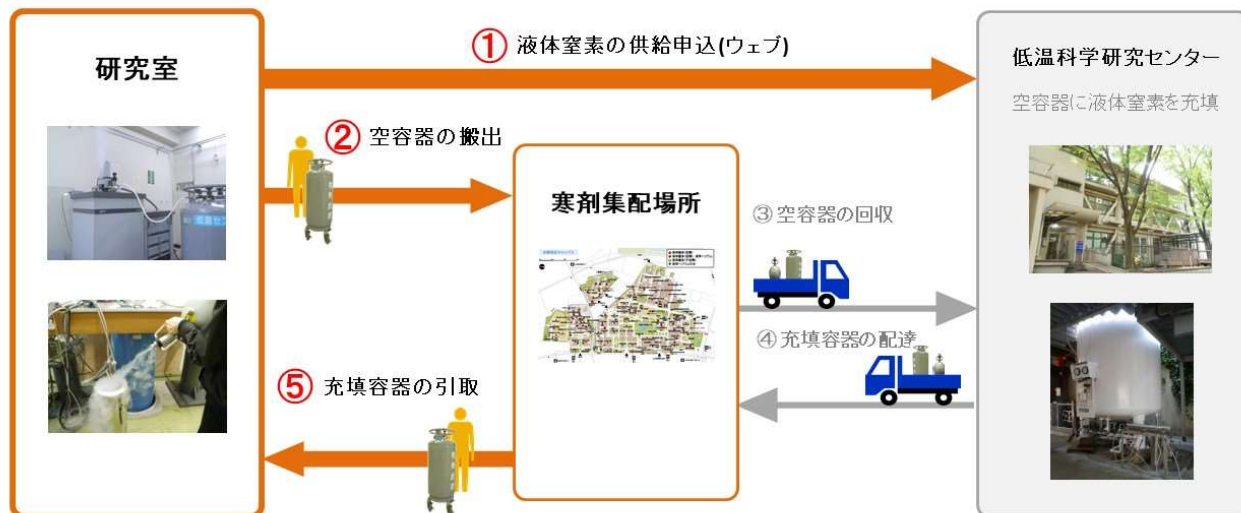 ① 液体窒素の供給申込(ウェブ)
研究室
低温科学研究センター
空容器に液体窒素を充填
② 空容器の搬出
寒剤集配場所
③ 空容器の回収
④ 充填容器の配達
⑤ 充填容器の引取